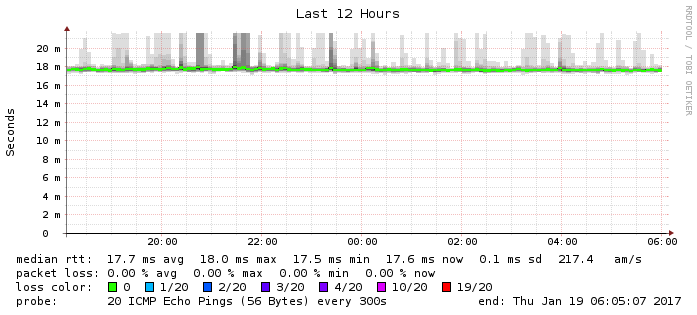 Last 12 Hours
RRDTOOL / TOBI OETIKER
Seconds
20 m
18 m
16 m
14 m
12 m
10 m
8 m
6 m
4 m
2 m
0
20:00 22:00 00:00 02:00 04:00 06:00
median rtt: 17.7 ms avg 18.0 ms max 17.5 ms min 17.6 ms now 0.1 ms sd 217.4 am/s
packet loss: 0.00 % avg 0.00 % max 0.00 % min 0.00 % now
loss color: 0 1/20 2/20 3/20 4/20 10/20 19/20
probe: 20 ICMP Echo Pings (56 Bytes) every 300s end: Thu Jan 19 06:05:07 2017